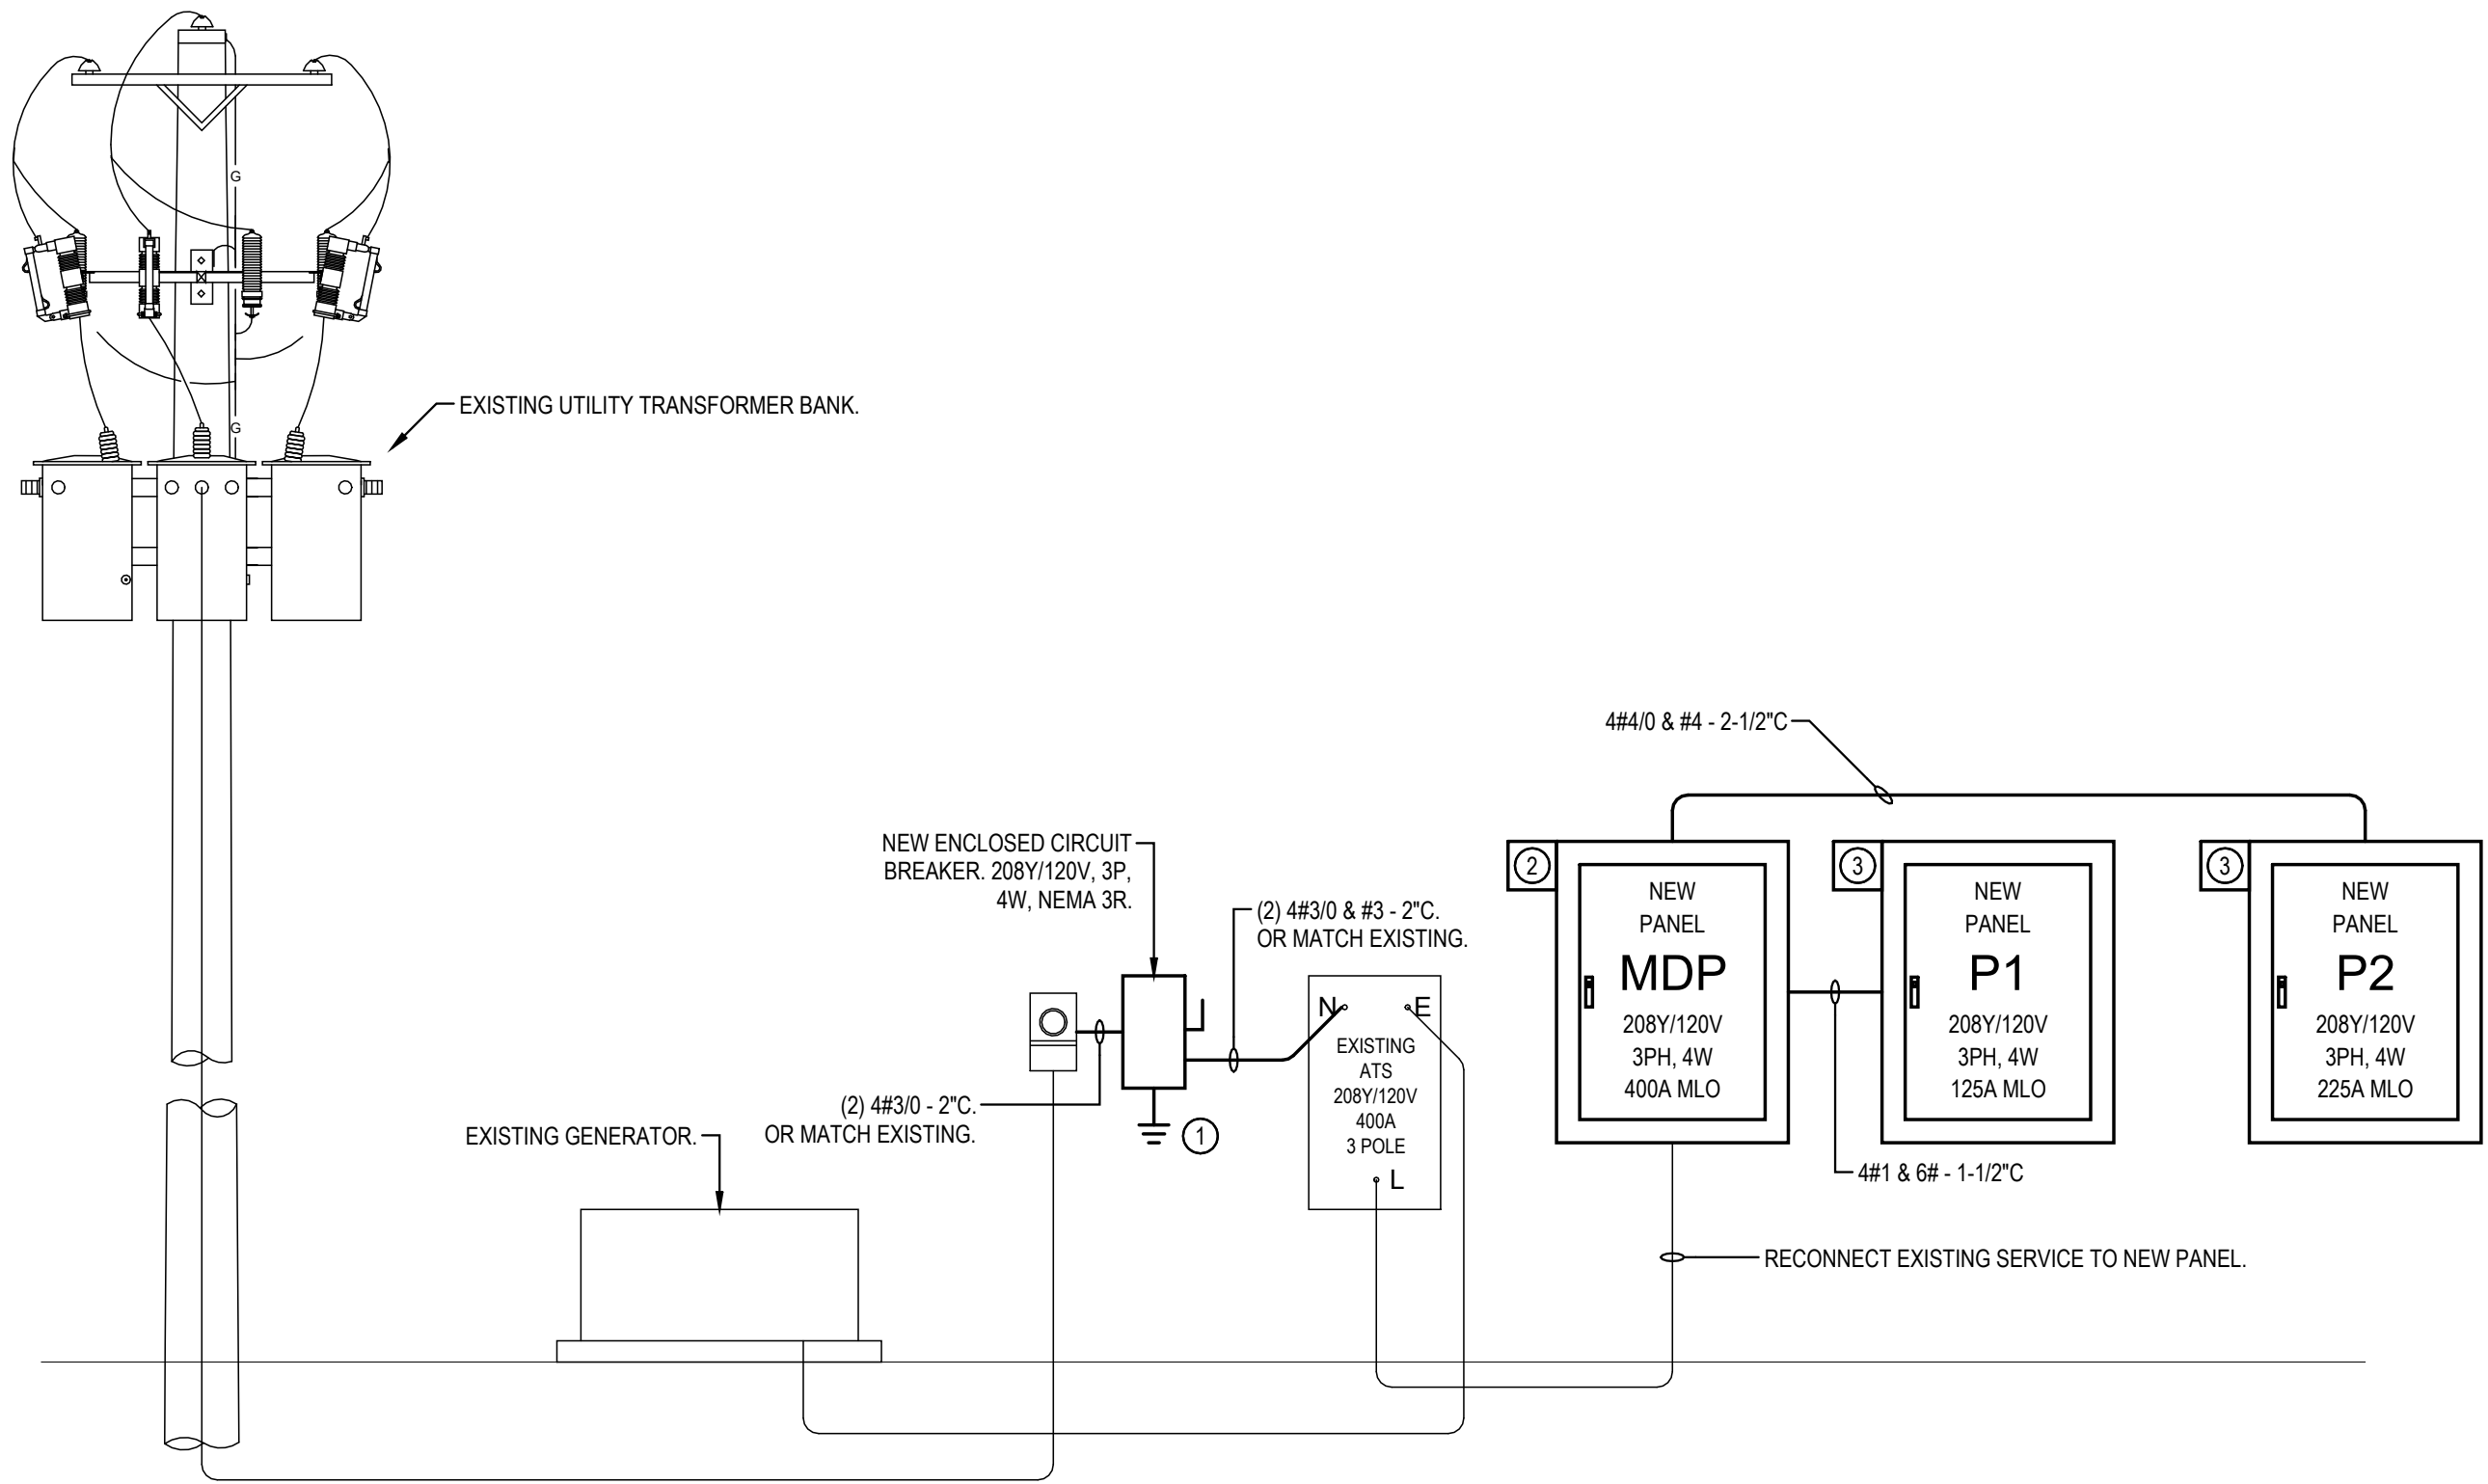 G
EXISTING UTILITY TRANSFORMER BANK.
G
4#4/0 & #4 - 2-1/2"C
NEW ENCLOSED CIRCUIT
BREAKER. 208Y/120V, 3P,
4W, NEMA 3R.
(2) 4#3/0 & #3 - 2"C.
OR MATCH EXISTING.
(2) 4#3/0 - 2"C.
OR MATCH EXISTING.
1
EXISTING GENERATOR.
N
E
EXISTING
ATS
208Y/120V
400A
3 POLE
L
2
NEW
PANEL
MDP
208Y/120V
3PH, 4W
400A MLO
3
NEW
PANEL
P1
208Y/120V
3PH, 4W
125A MLO
3
NEW
PANEL
P2
208Y/120V
3PH, 4W
225A MLO
4#1 & 6# - 1-1/2"C
RECONNECT EXISTING SERVICE TO NEW PANEL.